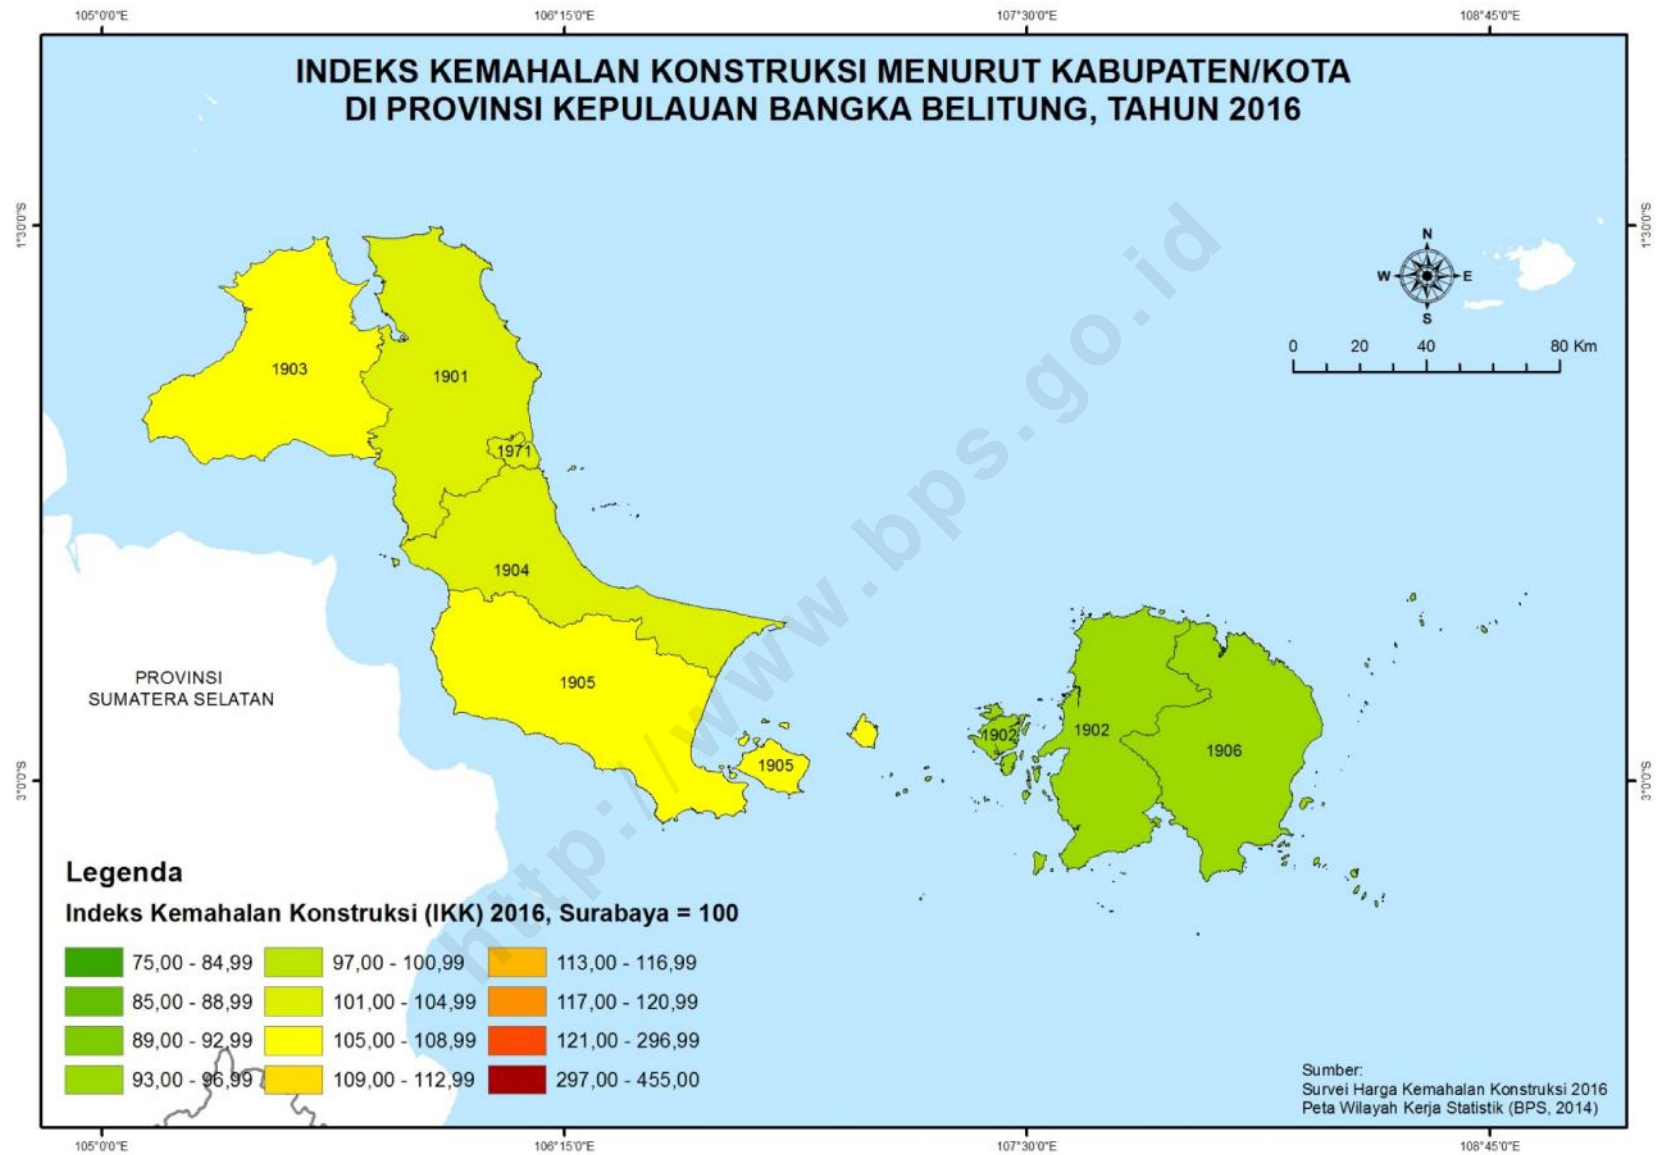 105°0'0"E 106°15'0"E 107°30'0"E 108°45'0"E
INDEKS KEMAHALAN KONSTRUKSI MENURUT KABUPATEN/KOTA
DI PROVINSI KEPULAUAN BANGKA BELITUNG, TAHUN 2016
1°30'0"S 1°30'0"S
N
W E
S
0 20 40 80 Km
1903
1901
1971
1904
1905
PROVINSI
SUMATERA SELATAN
1902
1902
1906
1905
3°0'0"S 3°0'0"S
http://www.bps.go.id
Legenda
Indeks Kemahalan Konstruksi (IKK) 2016, Surabaya = 100
75,00 - 84,99 97,00 - 100,99 113,00 - 116,99
85,00 - 88,99 101,00 - 104,99 117,00 - 120,99
89,00 - 92,99 105,00 - 108,99 121,00 - 296,99
93,00 - 96,99 109,00 - 112,99 297,00 - 455,00
Sumber:
Survei Harga Kemahalan Konstruksi 2016
Peta Wilayah Kerja Statistik (BPS, 2014)
105°0'0"E 106°15'0"E 107°30'0"E 108°45'0"E